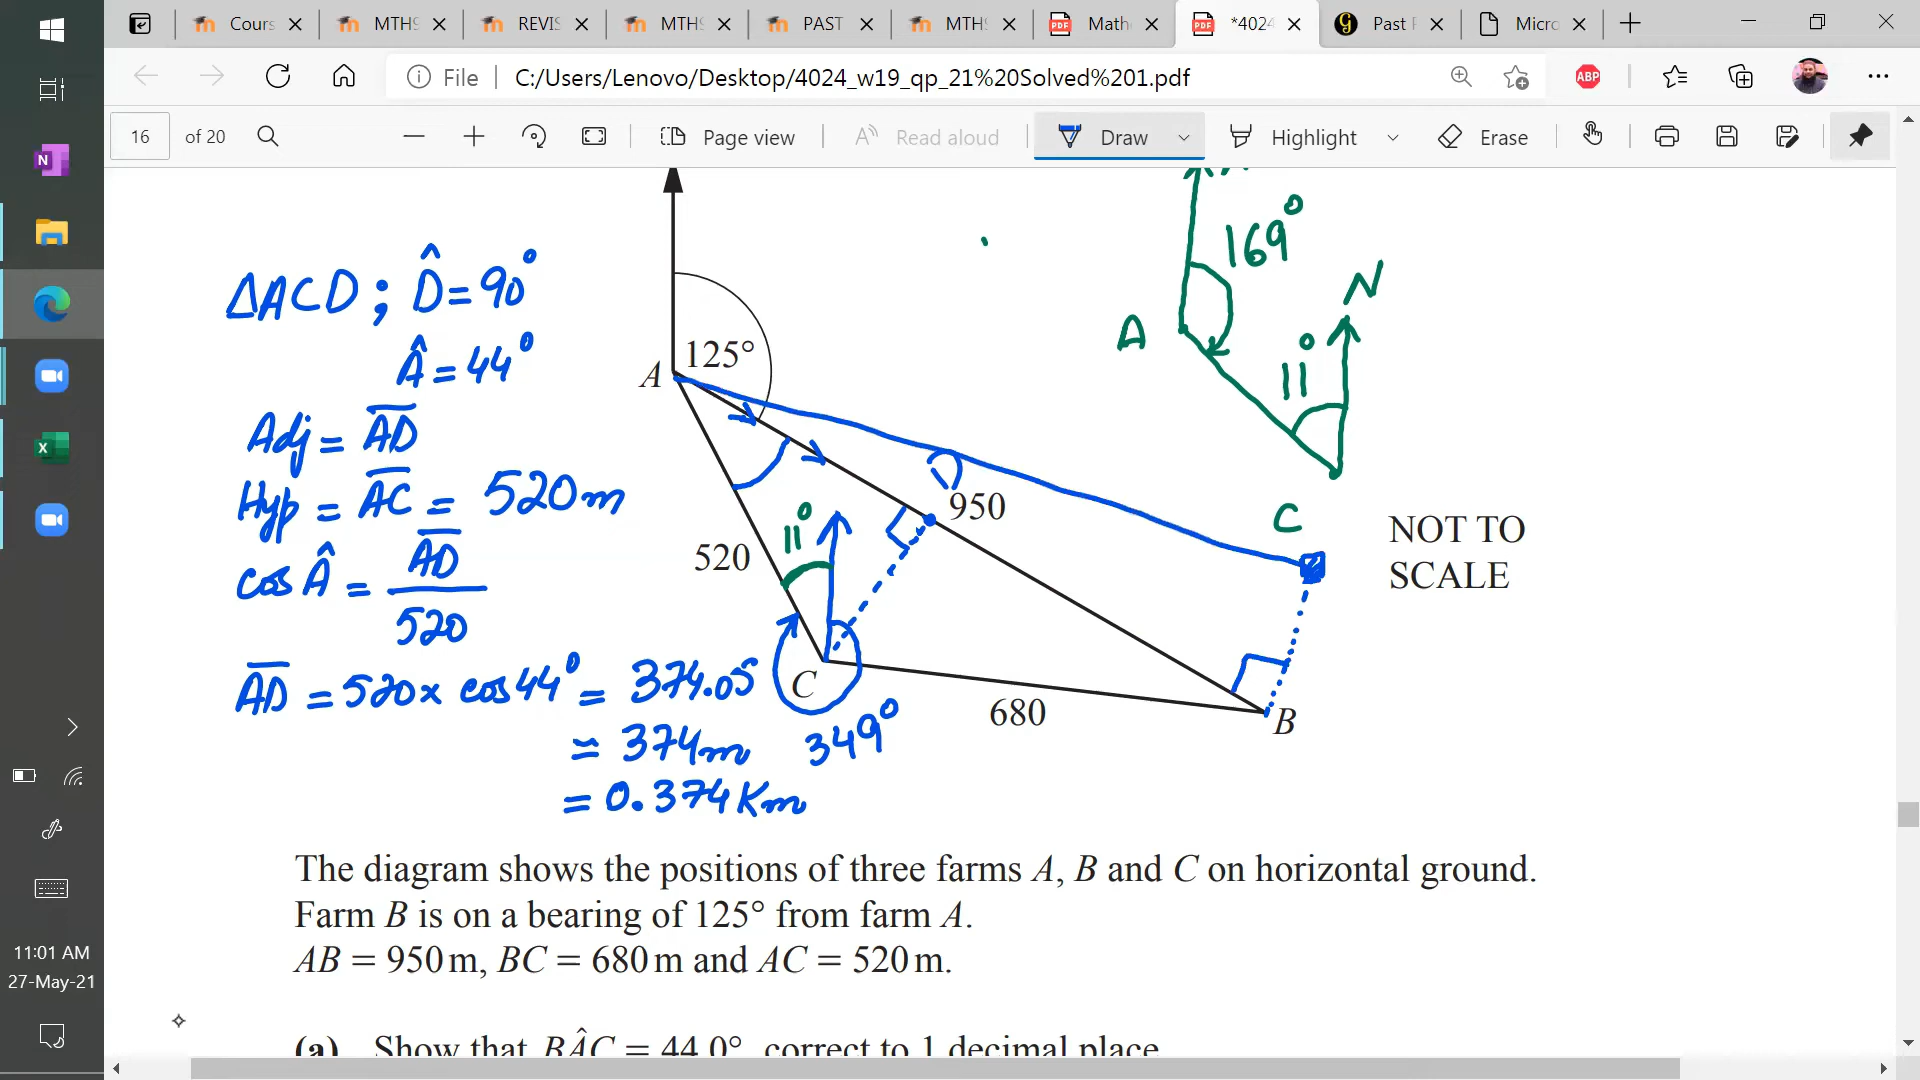 Cours
MTHS
REVIS
MTHS
PAST
MTHS
Math
*4024
Past P
Micro
File
C:/Users/Lenovo/Desktop/4024_w19_qp_21%20Solved%201.pdf
ABP
16 of 20
Page view
Read aloud
Draw
Highlight
Erase
ΔACD ; D̂ = 90°
Â = 44°
Adj = A̅D̅
Hyp = A̅C̅ = 520m
cos Â = A̅D̅
520
A̅D̅ = 520 × cos 44° = 374.05
≈ 374m
= 0.374 Km
A
125°
950
520
11°
C
349°
680
B
169°
A
N
11°
C
NOT TO
SCALE
The diagram shows the positions of three farms A, B and C on horizontal ground.
Farm B is on a bearing of 125° from farm A.
AB = 950 m, BC = 680 m and AC = 520 m.
(a) Show that BÂC = 44.0°, correct to 1 decimal place
11:01 AM
27-May-21